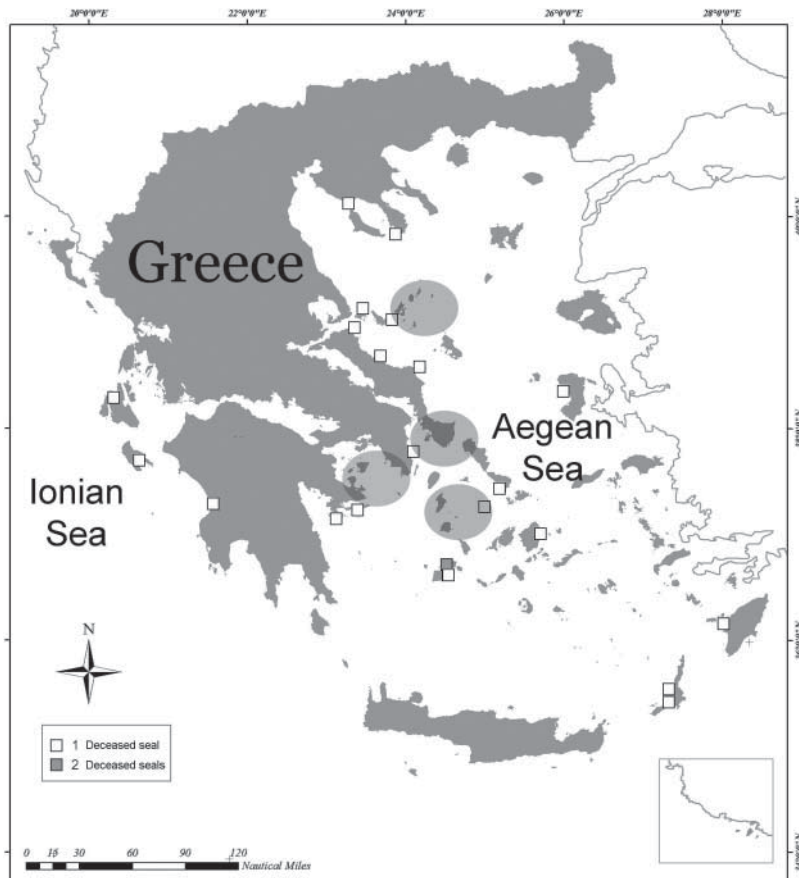 20°0'0"E 22°0'0"E 24°0'0"E 26°0'0"E 28°0'0"E
Greece
Aegean
Sea
Ionian
Sea
N
1 Deceased seal
2 Deceased seals
0 15 30 60 90 120
Nautical Miles